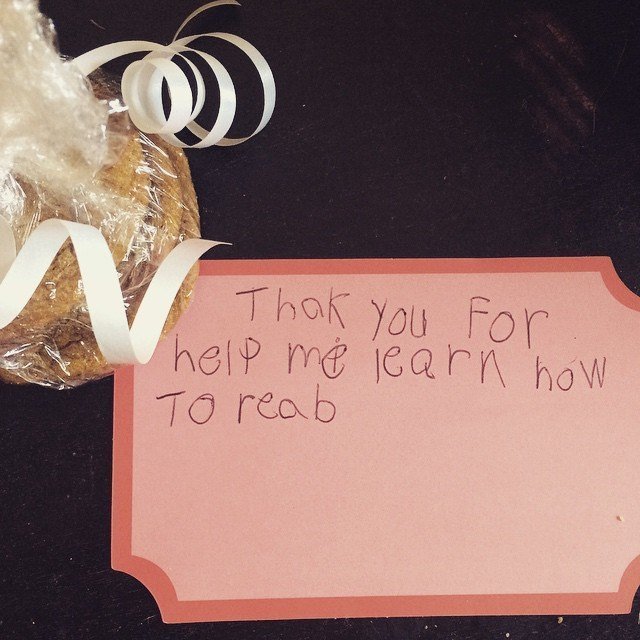 Thak you For
help me learn how
To reab